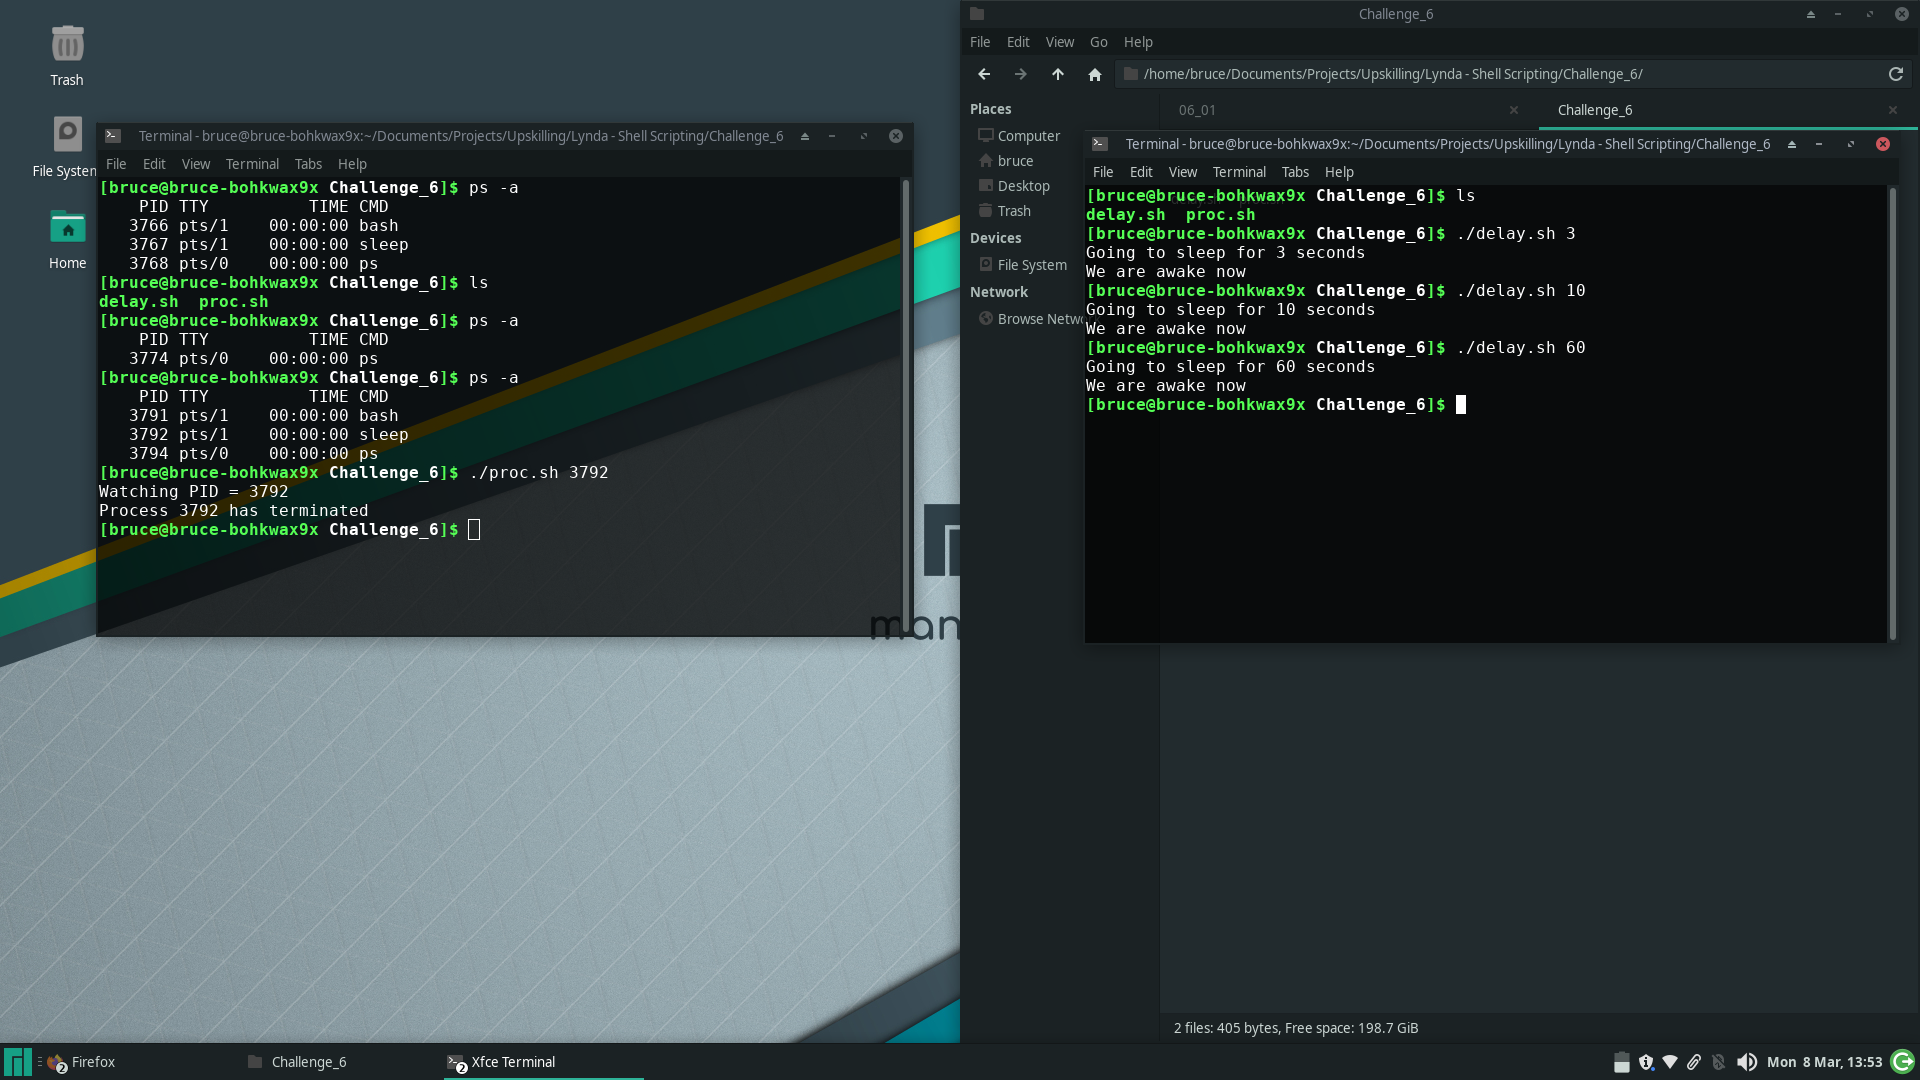 Trash
File System
Home
Terminal - bruce@bruce-bohkwax9x:~/Documents/Projects/Upskilling/Lynda - Shell Scripting/Challenge_6
File Edit View Terminal Tabs Help
[bruce@bruce-bohkwax9x Challenge_6]$ ps -a
    PID TTY          TIME CMD
   3766 pts/1    00:00:00 bash
   3767 pts/1    00:00:00 sleep
   3768 pts/0    00:00:00 ps
[bruce@bruce-bohkwax9x Challenge_6]$ ls
delay.sh  proc.sh
[bruce@bruce-bohkwax9x Challenge_6]$ ps -a
    PID TTY          TIME CMD
   3774 pts/0    00:00:00 ps
[bruce@bruce-bohkwax9x Challenge_6]$ ps -a
    PID TTY          TIME CMD
   3791 pts/1    00:00:00 bash
   3792 pts/1    00:00:00 sleep
   3794 pts/0    00:00:00 ps
[bruce@bruce-bohkwax9x Challenge_6]$ ./proc.sh 3792
Watching PID = 3792
Process 3792 has terminated
[bruce@bruce-bohkwax9x Challenge_6]$
man
Challenge_6
File Edit View Go Help
/home/bruce/Documents/Projects/Upskilling/Lynda - Shell Scripting/Challenge_6/
Places
Computer
bruce
Desktop
Trash
Devices
File System
Network
Browse Netw
06_01
Challenge_6
Terminal - bruce@bruce-bohkwax9x:~/Documents/Projects/Upskilling/Lynda - Shell Scripting/Challenge_6
File Edit View Terminal Tabs Help
[bruce@bruce-bohkwax9x Challenge_6]$ ls
delay.sh  proc.sh
[bruce@bruce-bohkwax9x Challenge_6]$ ./delay.sh 3
Going to sleep for 3 seconds
We are awake now
[bruce@bruce-bohkwax9x Challenge_6]$ ./delay.sh 10
Going to sleep for 10 seconds
We are awake now
[bruce@bruce-bohkwax9x Challenge_6]$ ./delay.sh 60
Going to sleep for 60 seconds
We are awake now
[bruce@bruce-bohkwax9x Challenge_6]$
2 files: 405 bytes, Free space: 198.7 GiB
2 Firefox
Challenge_6
2 Xfce Terminal
Mon 8 Mar, 13:53